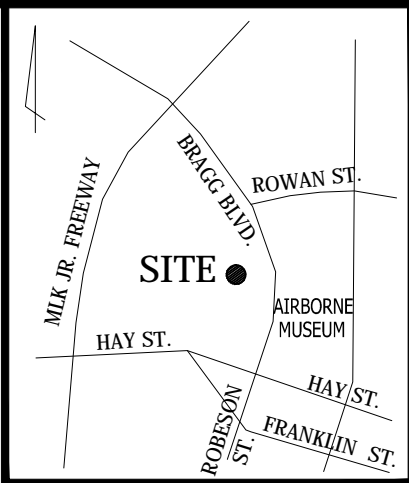 BRAGG BLVD.
ROWAN ST.
MLK JR. FREEWAY
SITE
AIRBORNE
MUSEUM
HAY ST.
HAY ST.
ROBESON
ST.
FRANKLIN ST.